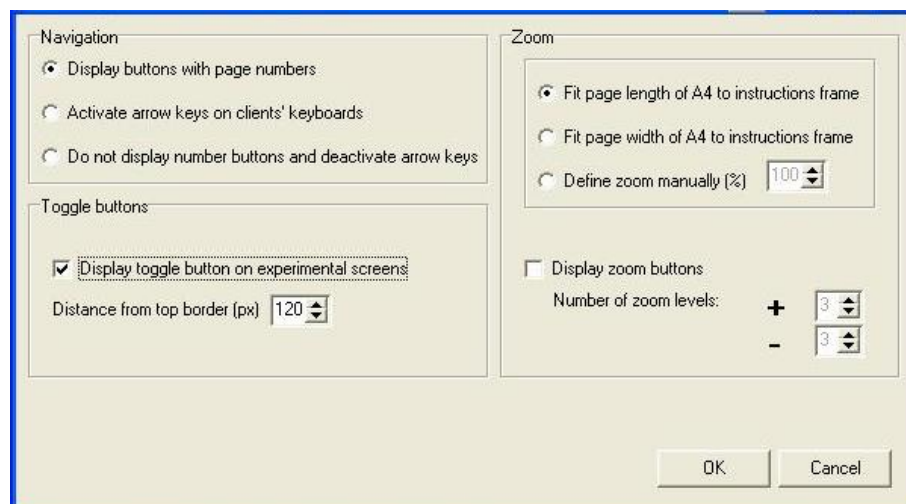 Navigation
Display buttons with page numbers
Activate arrow keys on clients' keyboards
Do not display number buttons and deactivate arrow keys
Toggle buttons
Display toggle button on experimental screens
Distance from top border (px) 120
Zoom
Fit page length of A4 to instructions frame
Fit page width of A4 to instructions frame
Define zoom manually (%) 100
Display zoom buttons
Number of zoom levels: + 3
- 3
OK Cancel